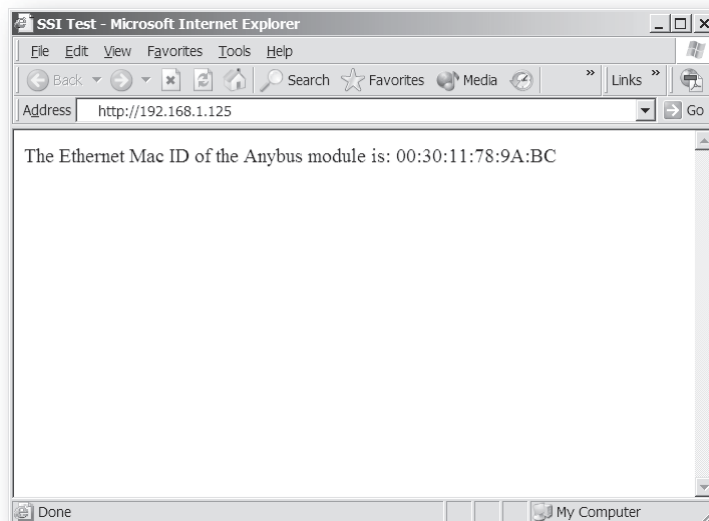 SSI Test - Microsoft Internet Explorer
File Edit View Favorites Tools Help
Back Search Favorites Media » Links »
Address http://192.168.1.125 Go
The Ethernet Mac ID of the Anybus module is: 00:30:11:78:9A:BC
Done My Computer